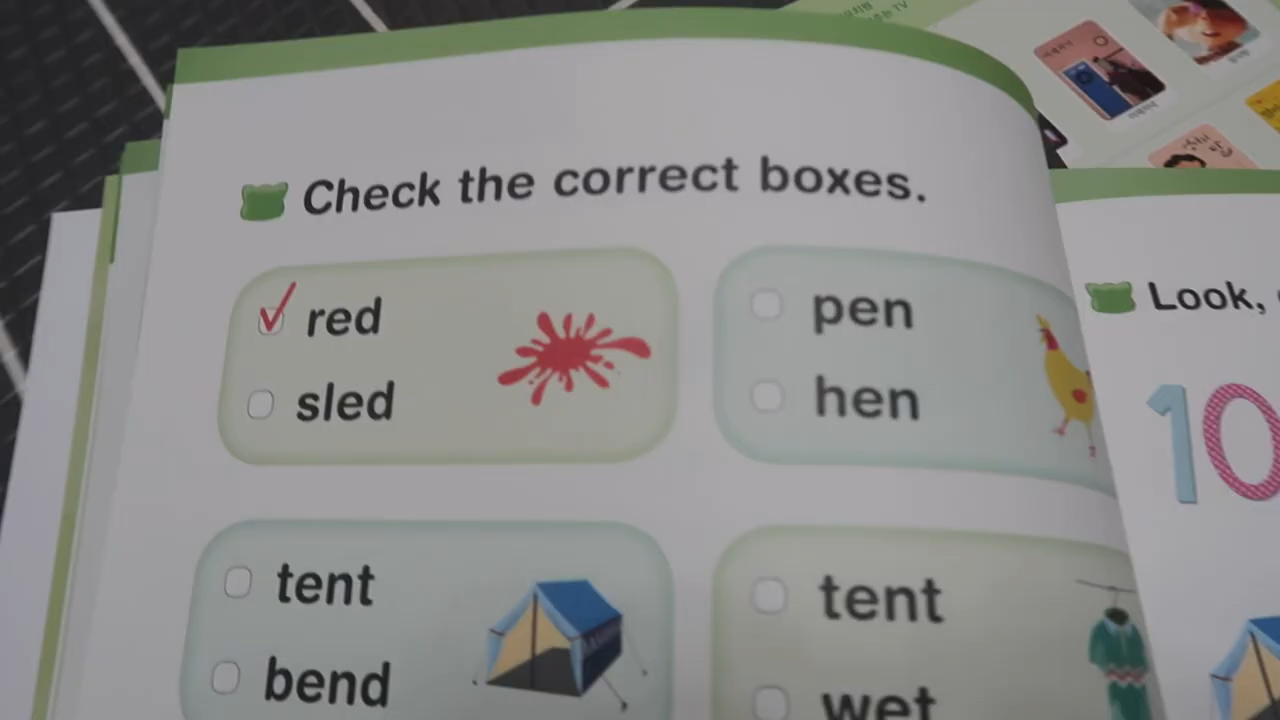 Check the correct boxes.
red
sled
pen
hen
tent
bend
tent
wet
Look,
10